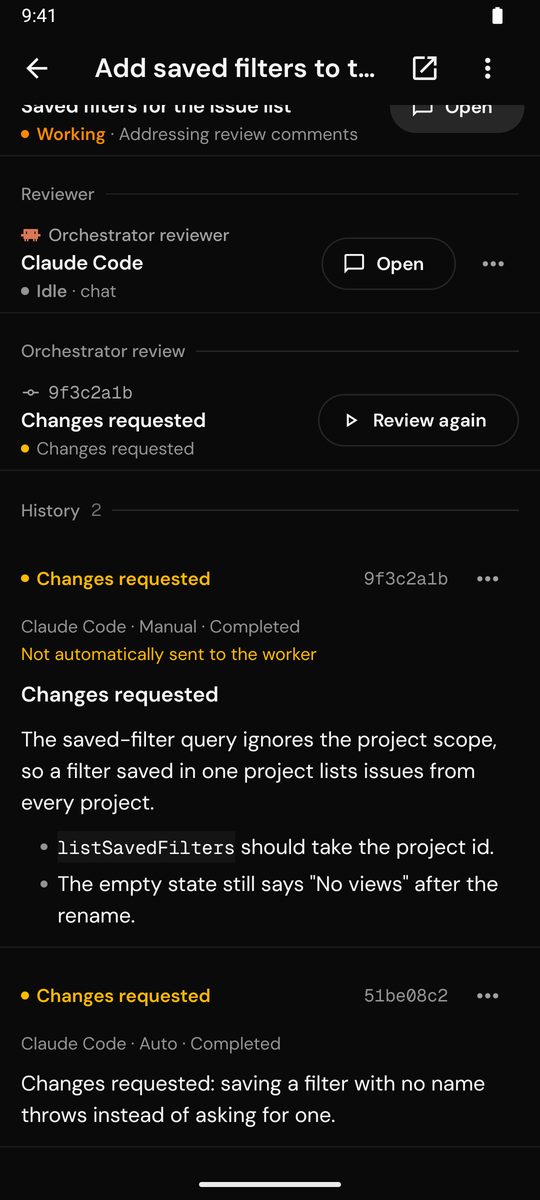 9:41
Add saved filters to t...
Saved filters for the issue list
Open
Working · Addressing review comments
Reviewer
Orchestrator reviewer
Claude Code
Open
Idle · chat
Orchestrator review
9f3c2a1b
Changes requested
Review again
Changes requested
History 2
Changes requested 9f3c2a1b
Claude Code · Manual · Completed
Not automatically sent to the worker
Changes requested
The saved-filter query ignores the project scope,
so a filter saved in one project lists issues from
every project.
• listSavedFilters should take the project id.
• The empty state still says "No views" after the
rename.
Changes requested 51be08c2
Claude Code · Auto · Completed
Changes requested: saving a filter with no name
throws instead of asking for one.